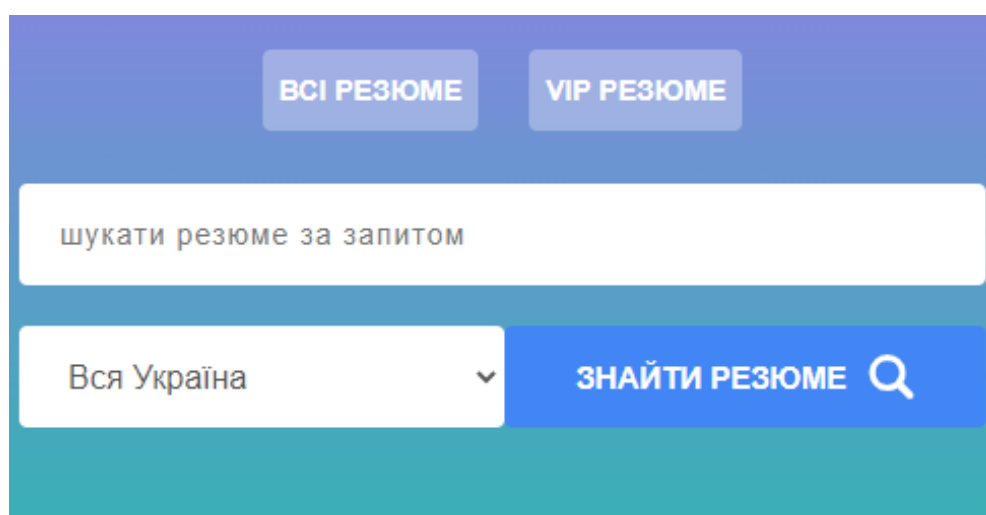 ВСІ РЕЗЮМЕ
VIP РЕЗЮМЕ
шукати резюме за запитом
Вся Україна
ЗНАЙТИ РЕЗЮМЕ